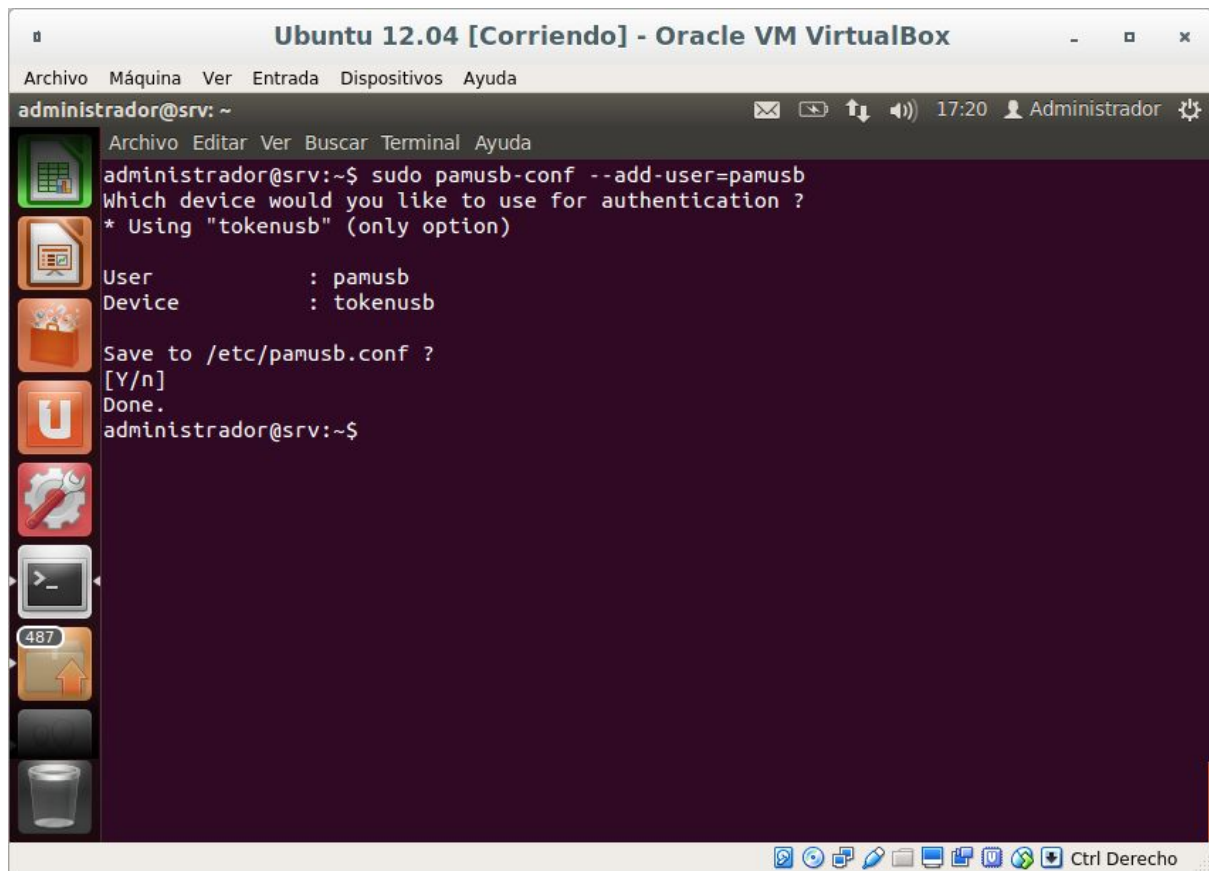 Ubuntu 12.04 [Corriendo] - Oracle VM VirtualBox
Archivo Máquina Ver Entrada Dispositivos Ayuda
administrador@srv: ~
17:20 Administrador
Archivo Editar Ver Buscar Terminal Ayuda
administrador@srv:~$ sudo pamusb-conf --add-user=pamusb
Which device would you like to use for authentication ?
* Using "tokenusb" (only option)
User : pamusb
Device : tokenusb
Save to /etc/pamusb.conf ?
[Y/n]
Done.
administrador@srv:~$
487
Ctrl Derecho